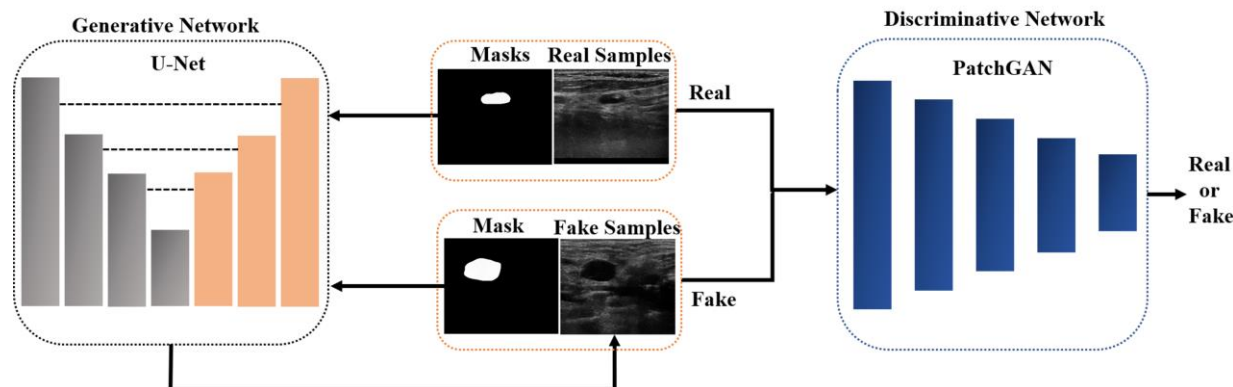 Generative Network
U-Net
Masks Real Samples
Real
Mask Fake Samples
Fake
Discriminative Network
PatchGAN
Real
or
Fake